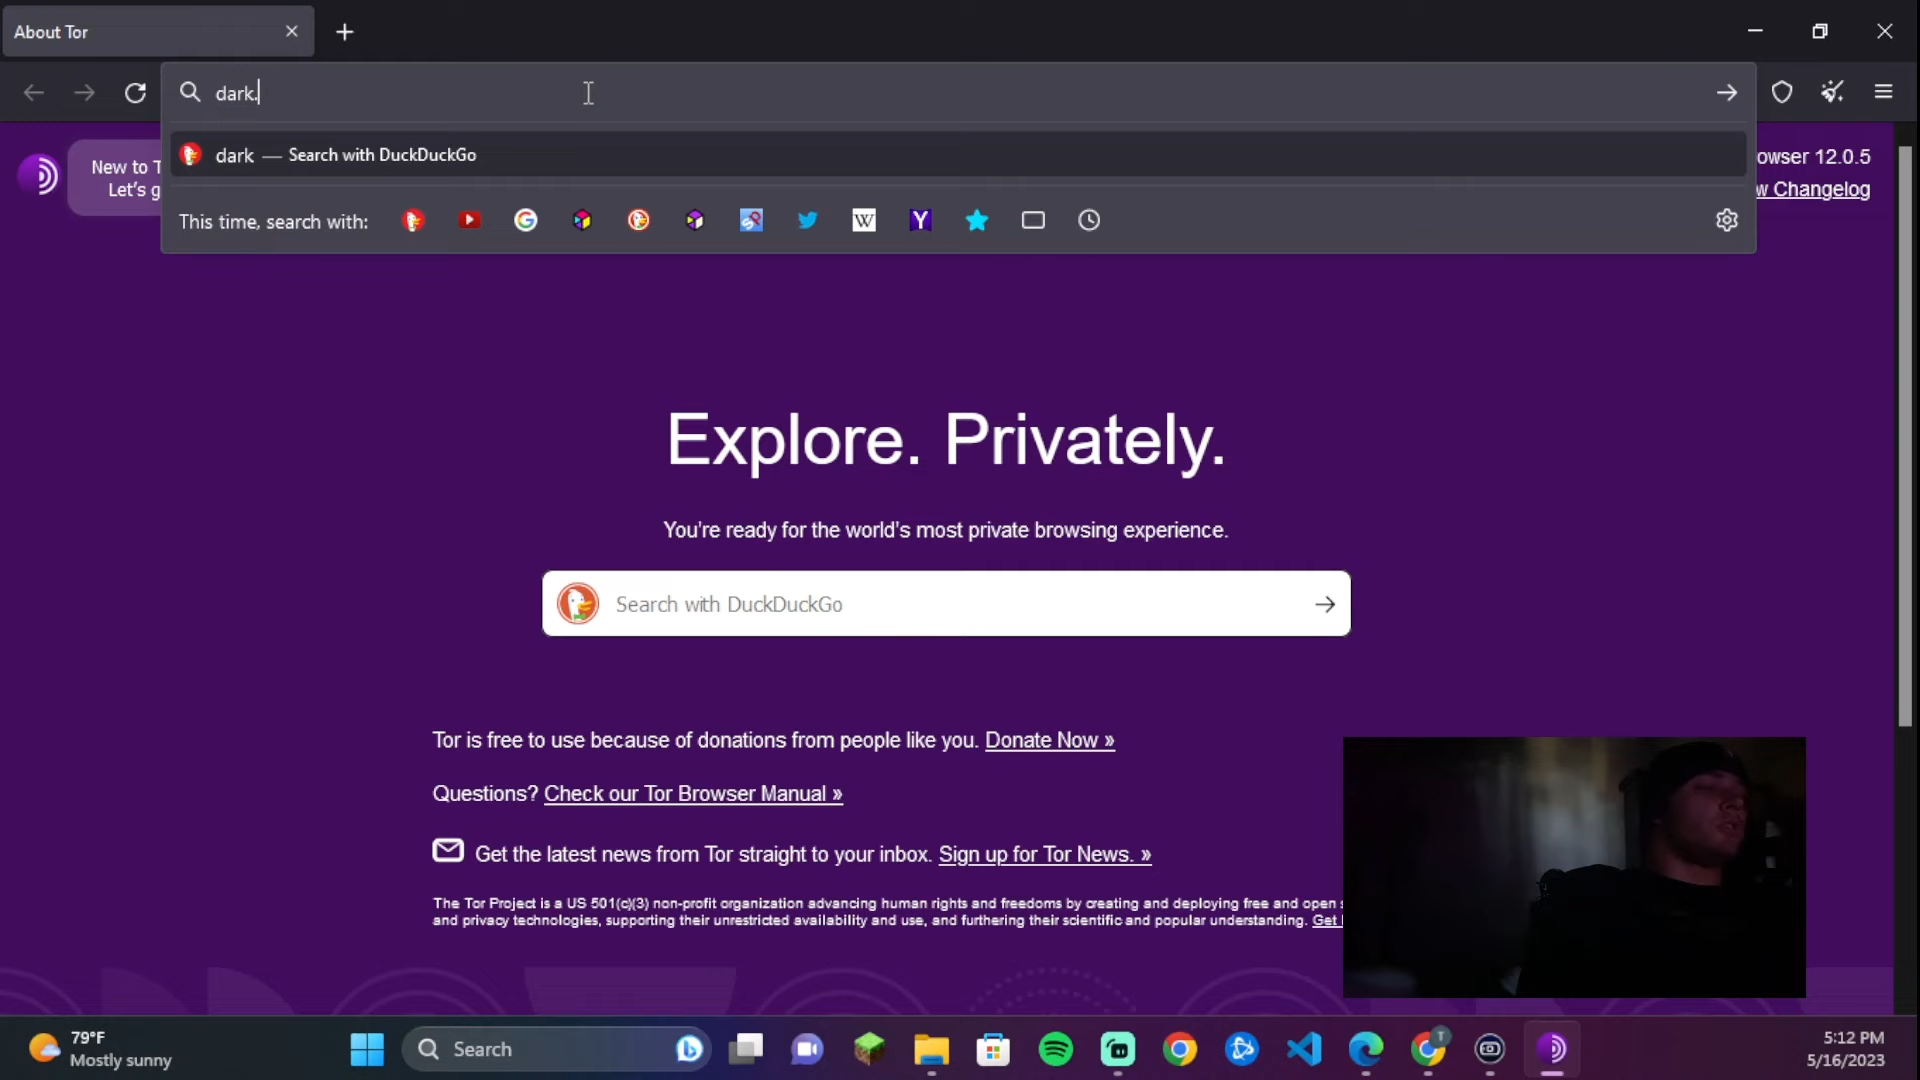 About Tor
dark.
dark — Search with DuckDuckGo
This time, search with:
New to T
Let's g
owser 12.0.5
w Changelog
Explore. Privately.
You're ready for the world's most private browsing experience.
Search with DuckDuckGo
Tor is free to use because of donations from people like you. Donate Now »
Questions? Check our Tor Browser Manual »
Get the latest news from Tor straight to your inbox. Sign up for Tor News. »
The Tor Project is a US 501(c)(3) non-profit organization advancing human rights and freedoms by creating and deploying free and open s
and privacy technologies, supporting their unrestricted availability and use, and furthering their scientific and popular understanding. Get
79°F
Mostly sunny
Search
5:12 PM
5/16/2023